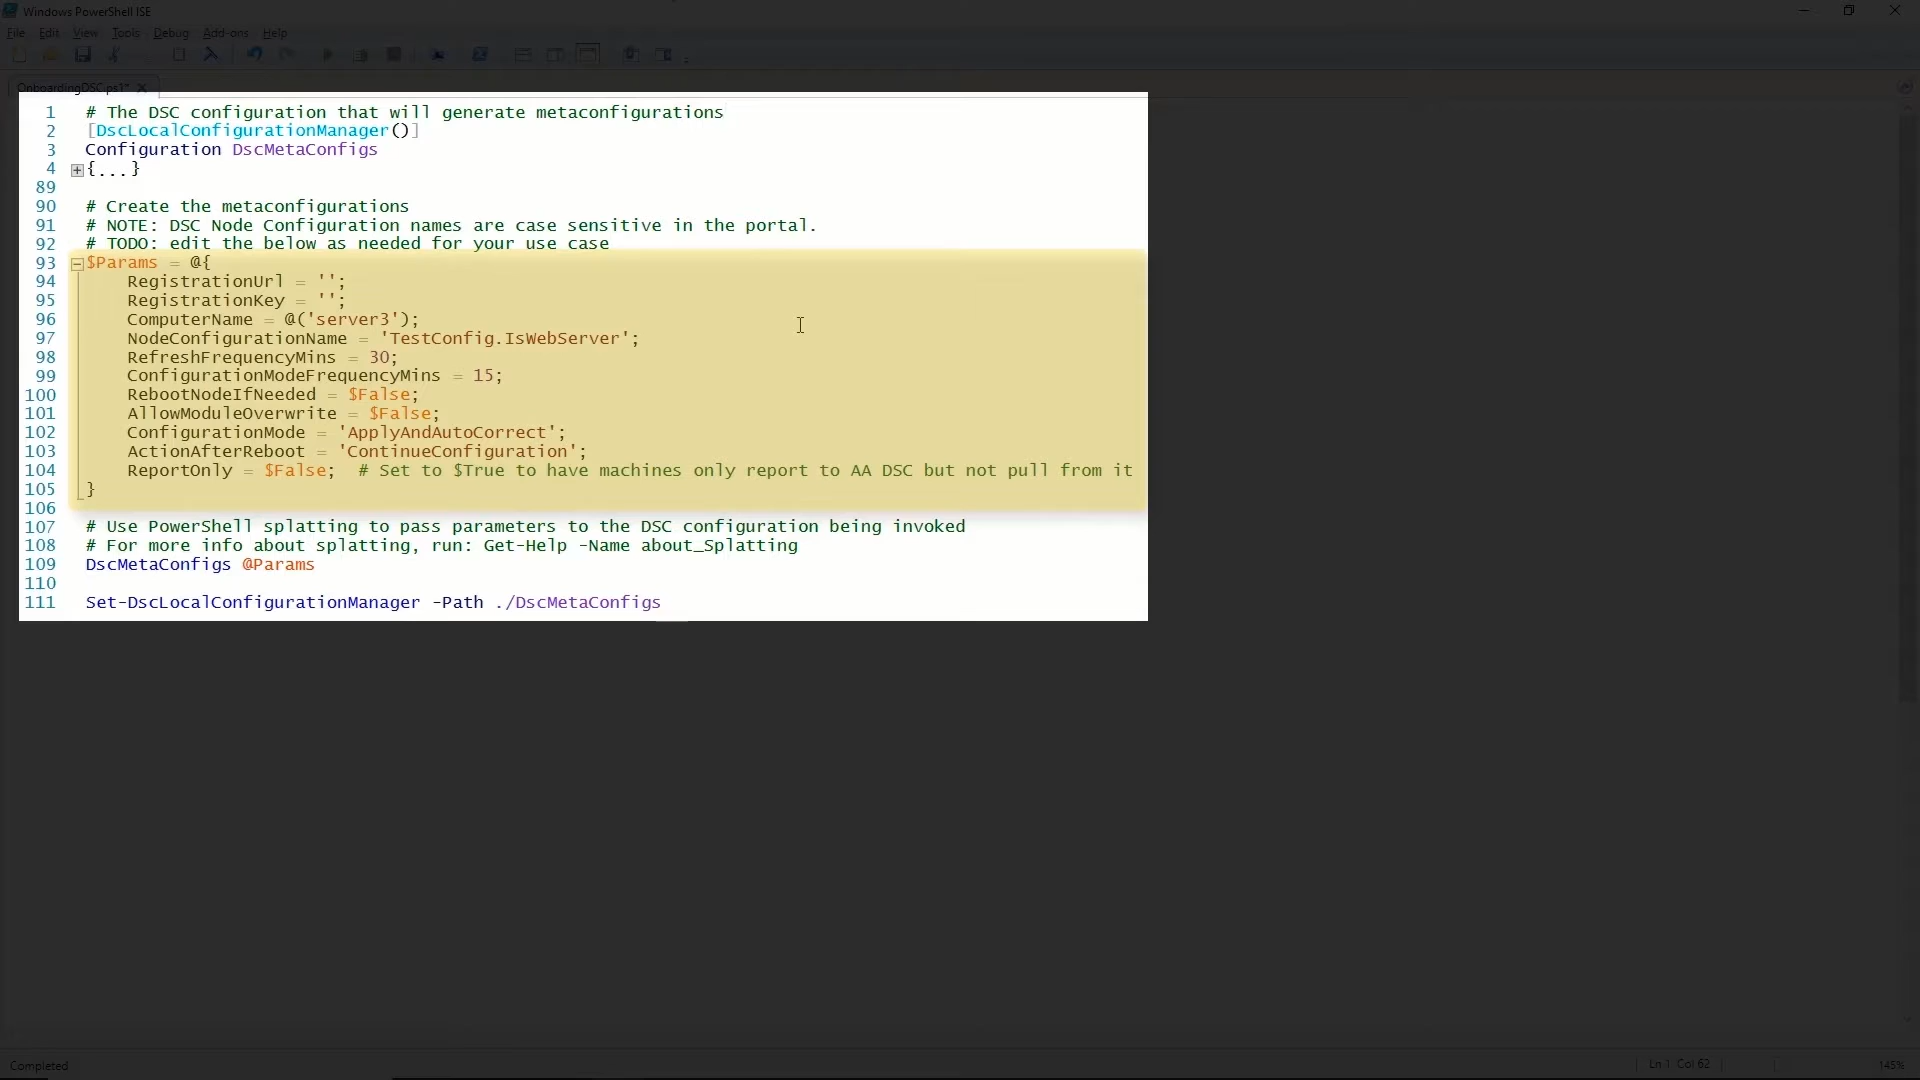 Windows PowerShell ISE
File Edit View Tools Debug Add-ons Help
OnboardingDSC.ps1*
1 # The DSC configuration that will generate metaconfigurations
2 [DscLocalConfigurationManager()]
3 Configuration DscMetaConfigs
4 {...}
89
90 # Create the metaconfigurations
91 # NOTE: DSC Node Configuration names are case sensitive in the portal.
92 # TODO: edit the below as needed for your use case
93 $Params = @{
94 RegistrationUrl = '';
95 RegistrationKey = '';
96 ComputerName = @('server3');
97 NodeConfigurationName = 'TestConfig.IsWebServer';
98 RefreshFrequencyMins = 30;
99 ConfigurationModeFrequencyMins = 15;
100 RebootNodeIfNeeded = $False;
101 AllowModuleOverwrite = $False;
102 ConfigurationMode = 'ApplyAndAutoCorrect';
103 ActionAfterReboot = 'ContinueConfiguration';
104 ReportOnly = $False; # Set to $True to have machines only report to AA DSC but not pull from it
105 }
106
107 # Use PowerShell splatting to pass parameters to the DSC configuration being invoked
108 # For more info about splatting, run: Get-Help -Name about_Splatting
109 DscMetaConfigs @Params
110
111 Set-DscLocalConfigurationManager -Path ./DscMetaConfigs
Completed
Ln 1 Col 62
145%